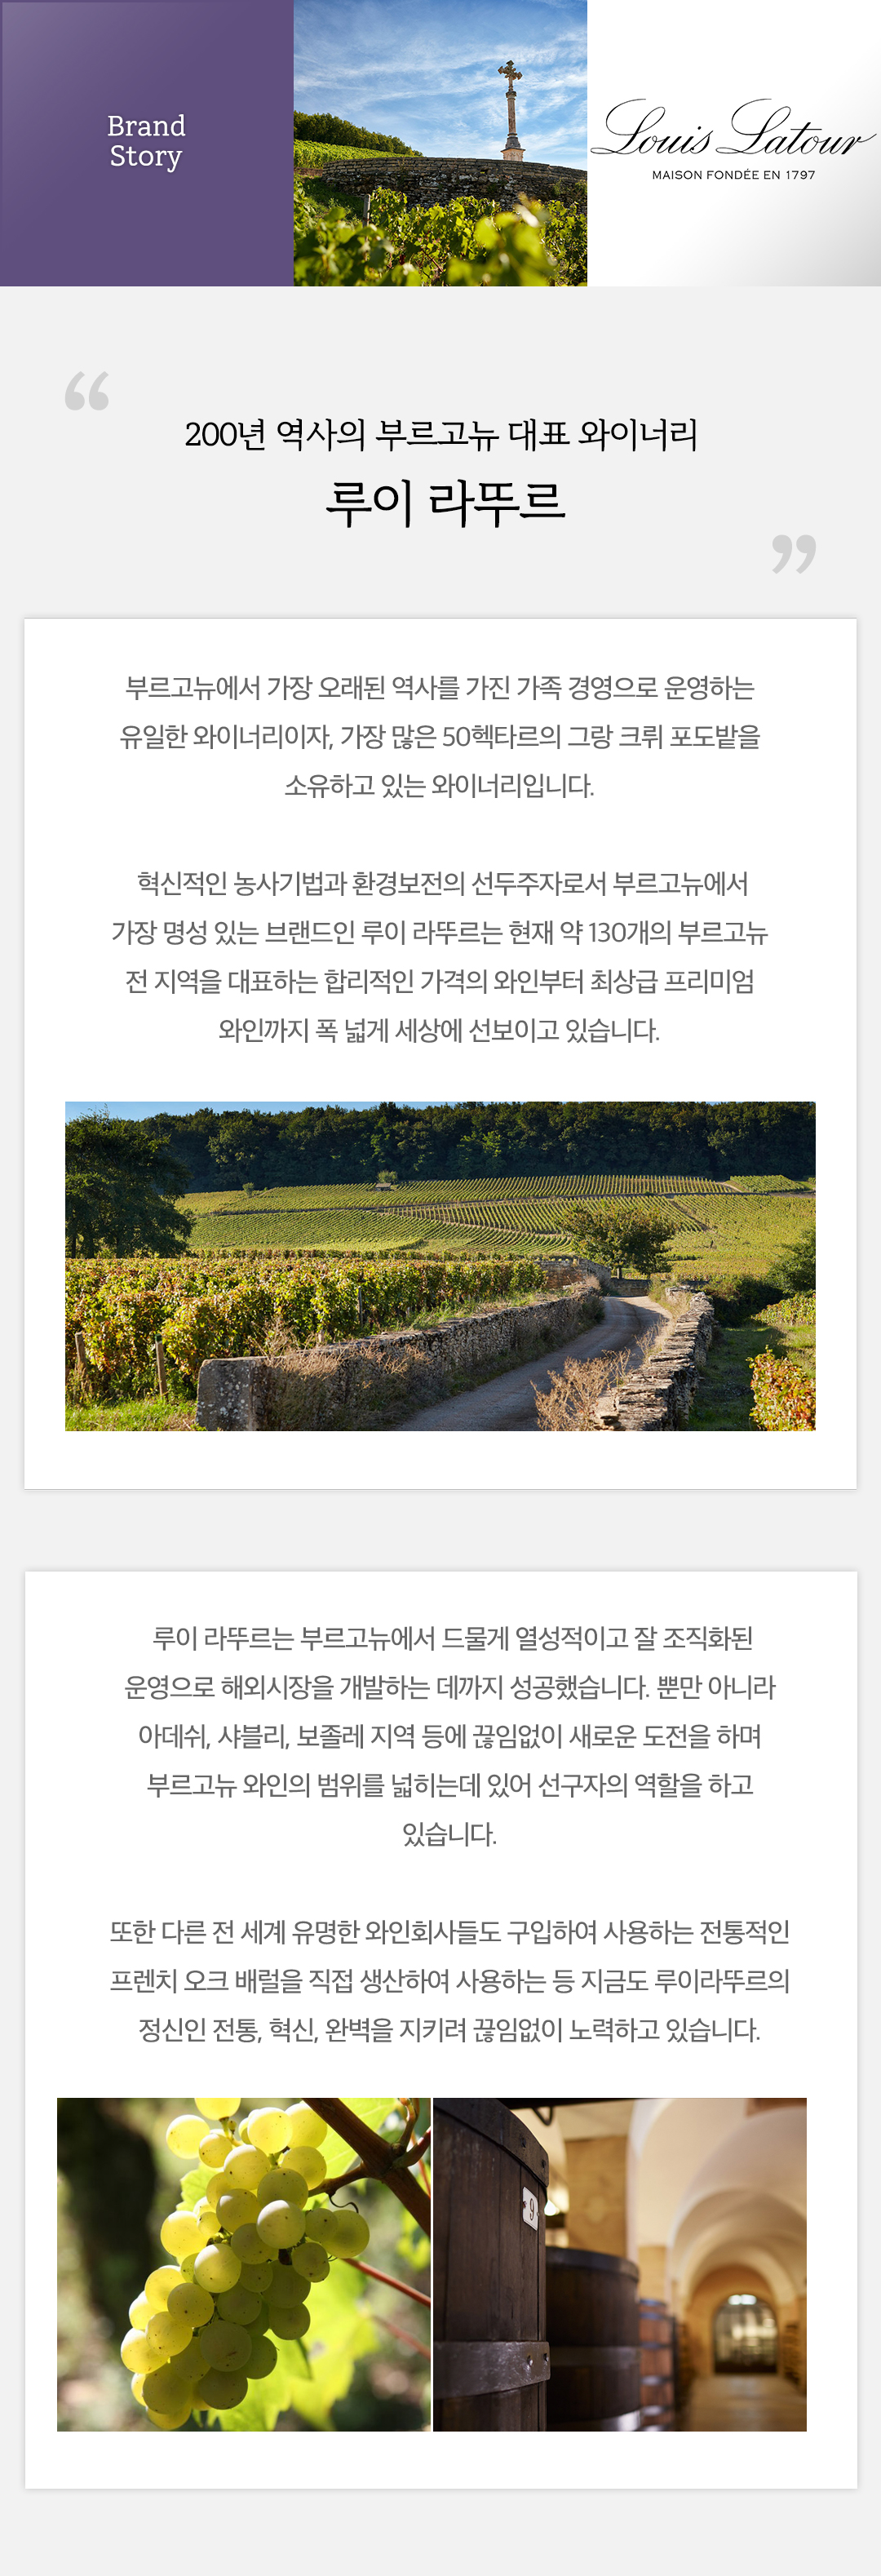 Brand
Story
Louis Latour
MAISON FONDÉE EN 1797
“
200년 역사의 부르고뉴 대표 와이너리
루이 라뚜르
”
부르고뉴에서 가장 오래된 역사를 가진 가족 경영으로 운영하는
유일한 와이너리이자, 가장 많은 50헥타르의 그랑 크뤼 포도밭을
소유하고 있는 와이너리입니다.
혁신적인 농사기법과 환경보전의 선두주자로서 부르고뉴에서
가장 명성 있는 브랜드인 루이 라뚜르는 현재 약 130개의 부르고뉴
전 지역을 대표하는 합리적인 가격의 와인부터 최상급 프리미엄
와인까지 폭 넓게 세상에 선보이고 있습니다.
루이 라뚜르는 부르고뉴에서 드물게 열성적이고 잘 조직화된
운영으로 해외시장을 개발하는 데까지 성공했습니다. 뿐만 아니라
아데쉬, 샤블리, 보졸레 지역 등에 끊임없이 새로운 도전을 하며
부르고뉴 와인의 범위를 넓히는데 있어 선구자의 역할을 하고
있습니다.
또한 다른 전 세계 유명한 와인회사들도 구입하여 사용하는 전통적인
프렌치 오크 배럴을 직접 생산하여 사용하는 등 지금도 루이라뚜르의
정신인 전통, 혁신, 완벽을 지키려 끊임없이 노력하고 있습니다.
9